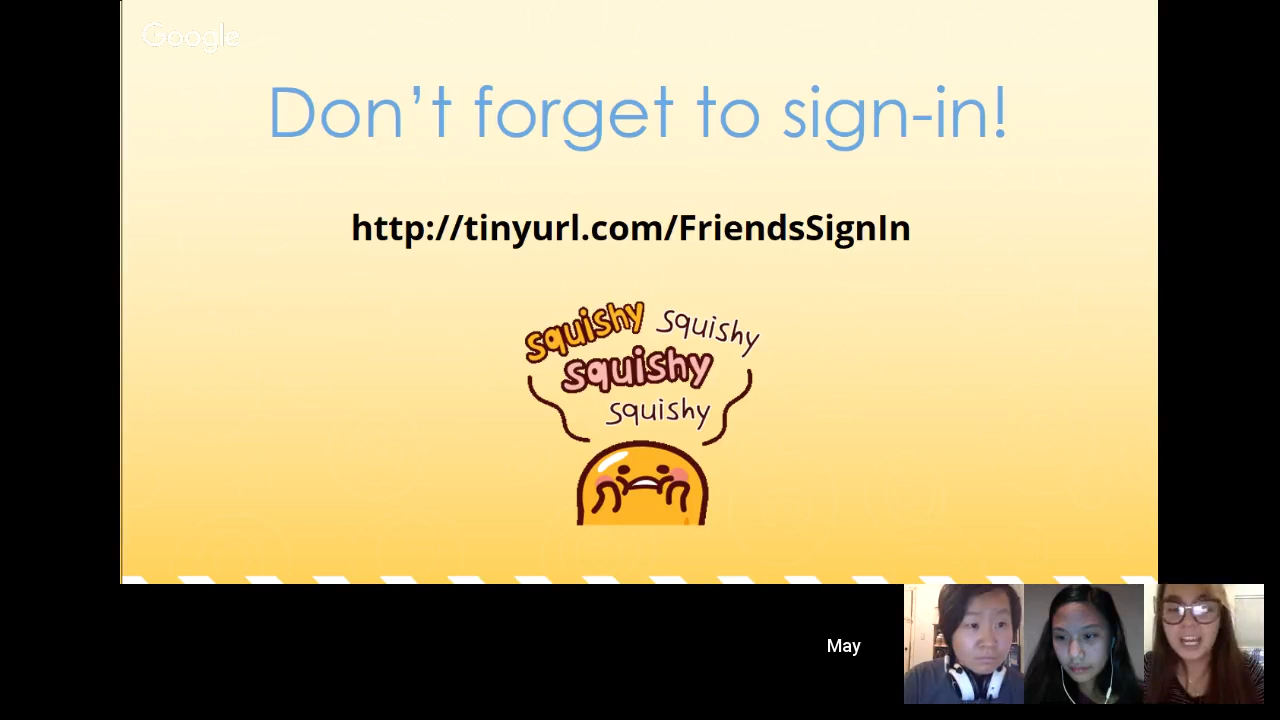 Google
Don't forget to sign-in!
http://tinyurl.com/FriendsSignIn
squishy squishy
squishy
squishy
May